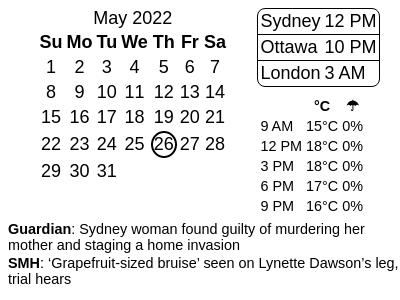 May 2022
Su Mo Tu We Th Fr Sa
1 2 3 4 5 6 7
8 9 10 11 12 13 14
15 16 17 18 19 20 21
22 23 24 25 26 27 28
29 30 31
Sydney 12 PM
Ottawa 10 PM
London 3 AM
°C ☂
9 AM 15°C 0%
12 PM 18°C 0%
3 PM 18°C 0%
6 PM 17°C 0%
9 PM 16°C 0%
Guardian: Sydney woman found guilty of murdering her
mother and staging a home invasion
SMH: ‘Grapefruit-sized bruise’ seen on Lynette Dawson’s leg,
trial hears